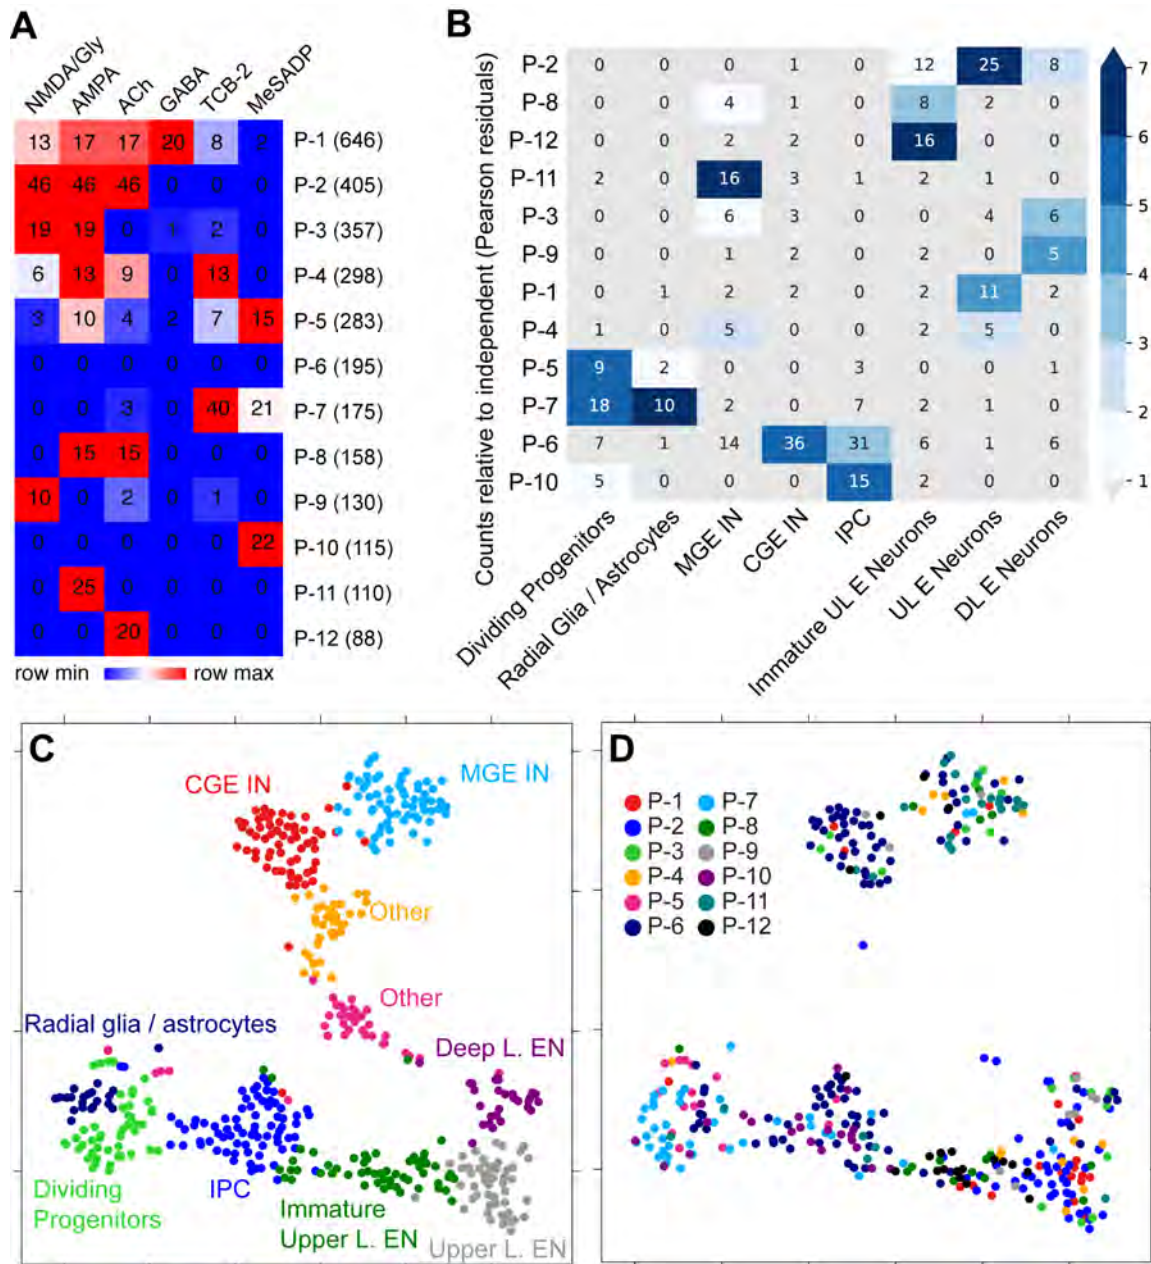 A
NMDA/Gly AMPA ACh GABA TCB-2 MeSADP
13 17 17 20 8 2 P-1 (646)
46 46 46 0 0 0 P-2 (405)
19 19 0 1 2 0 P-3 (357)
6 13 9 0 13 0 P-4 (298)
3 10 4 2 7 15 P-5 (283)
0 0 0 0 0 0 P-6 (195)
0 0 3 0 40 21 P-7 (175)
0 15 15 0 0 0 P-8 (158)
10 0 2 0 1 0 P-9 (130)
0 0 0 0 0 22 P-10 (115)
0 25 0 0 0 0 P-11 (110)
0 0 20 0 0 0 P-12 (88)
row min row max
B
Counts relative to independent (Pearson residuals)
P-2 0 0 0 1 0 12 25 8
P-8 0 0 4 1 0 8 2 0
P-12 0 0 2 2 0 16 0 0
P-11 2 0 16 3 1 2 1 0
P-3 0 0 6 3 0 0 4 6
P-9 0 0 1 2 0 2 0 5
P-1 0 1 2 2 0 2 11 2
P-4 1 0 5 0 0 2 5 0
P-5 9 2 0 0 3 0 0 1
P-7 18 10 2 0 7 2 1 0
P-6 7 1 14 36 31 6 1 6
P-10 5 0 0 0 15 2 0 0
Dividing Progenitors
Radial Glia / Astrocytes
MGE IN
CGE IN
IPC
Immature UL E Neurons
UL E Neurons
DL E Neurons
7
6
5
4
3
2
1
C
CGE IN
MGE IN
Other
Other
Radial glia / astrocytes
Deep L. EN
Dividing
Progenitors
IPC
Immature
Upper L. EN
Upper L. EN
D
P-1 P-7
P-2 P-8
P-3 P-9
P-4 P-10
P-5 P-11
P-6 P-12